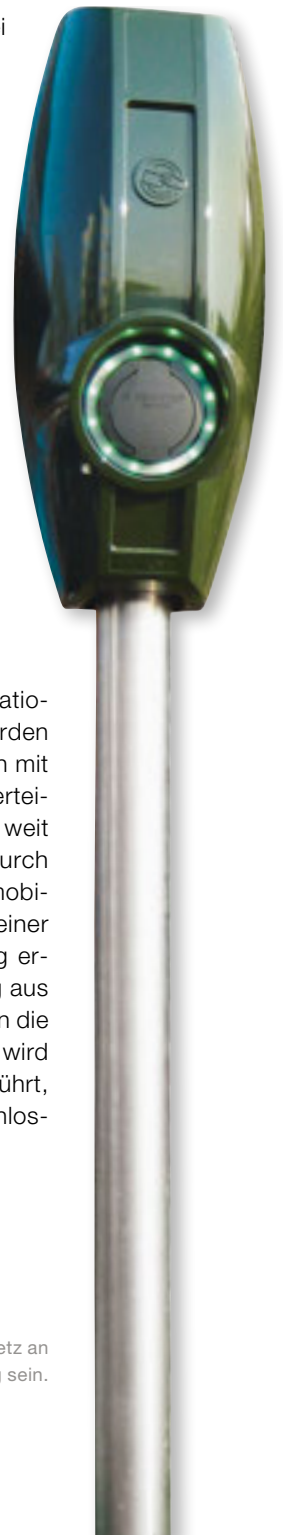 i
atio-
rden
n mit
ertei-
weit
urch
nobi-
einer
g er-
g aus
n die
wird
ührt,
nlos-
etz an
g sein.